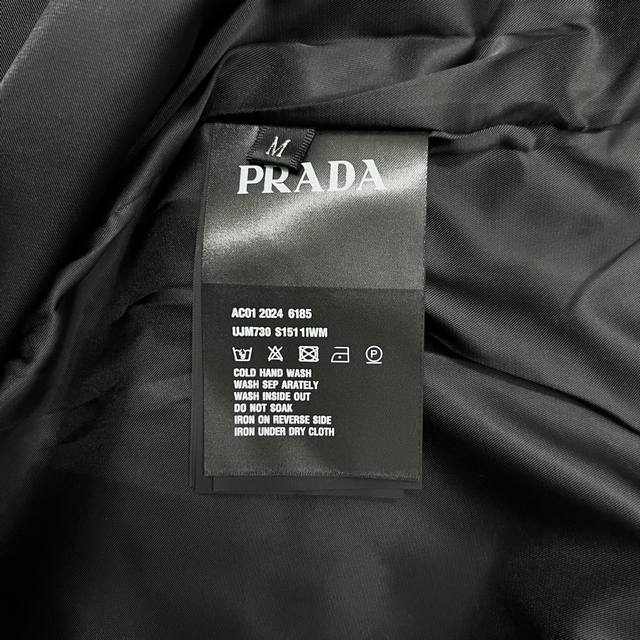 M
PRADA
AC01 2024 6185
UJM730 S1511IWM
COLD HAND WASH
WASH SEP ARATELY
WASH INSIDE OUT
DO NOT SOAK
IRON ON REVERSE SIDE
IRON UNDER DRY CLOTH